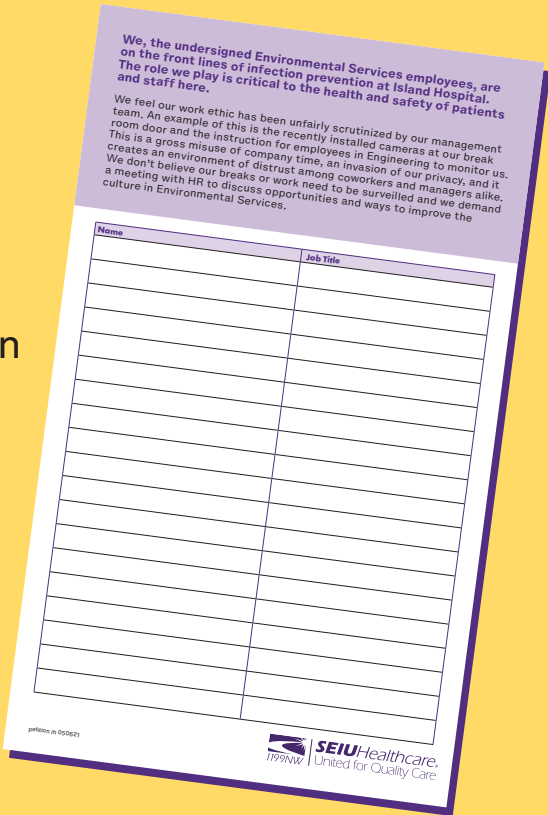 We, the undersigned Environmental Services employees, are
on the front lines of infection prevention at Island Hospital.
The role we play is critical to the health and safety of patients
and staff here.
We feel our work ethic has been unfairly scrutinized by our management
team. An example of this is the recently installed cameras at our break
room door and the instruction for employees in Engineering to monitor us.
This is a gross misuse of company time, an invasion of our privacy, and it
creates an environment of distrust among coworkers and managers alike.
We don't believe our breaks or work need to be surveilled and we demand
a meeting with HR to discuss opportunities and ways to improve the
culture in Environmental Services.
Name Job Title
n
petition ih 050621
1199NW
SEIUHealthcare®
United for Quality Care